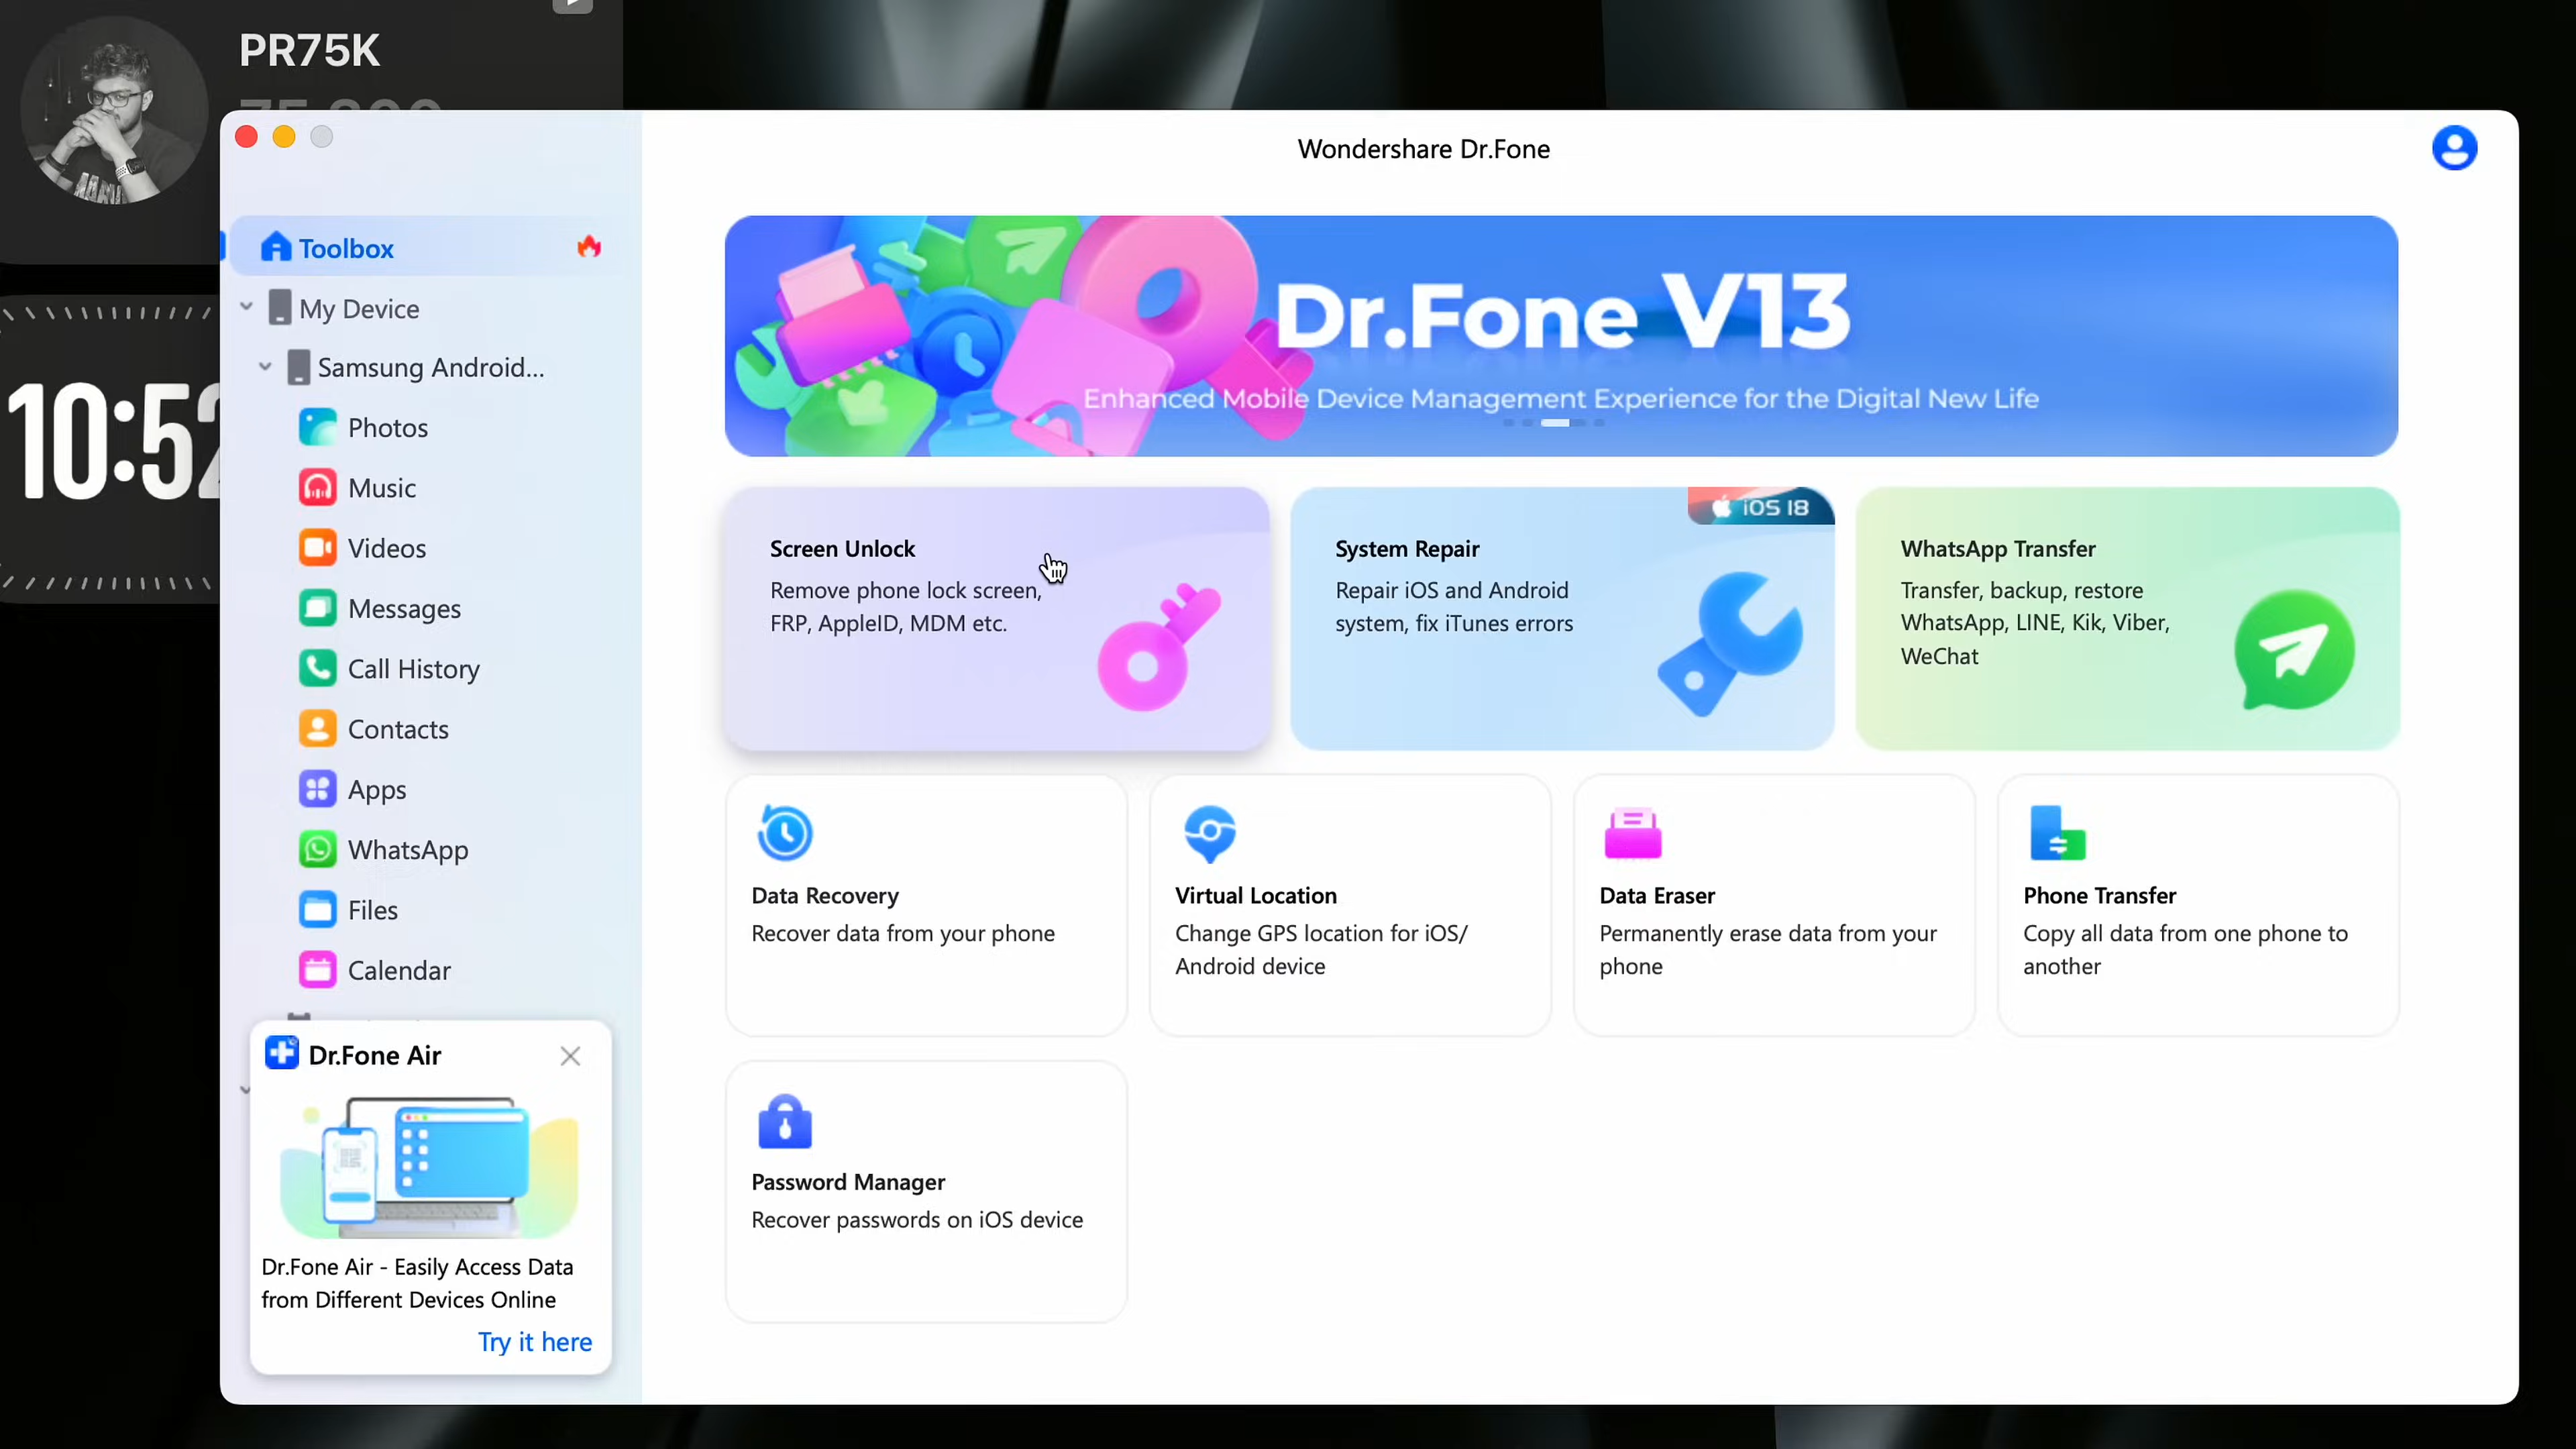 PR75K
10:52
Wondershare Dr.Fone
Toolbox
My Device
Samsung Android...
Photos
Music
Videos
Messages
Call History
Contacts
Apps
WhatsApp
Files
Calendar
Dr.Fone Air
Dr.Fone Air - Easily Access Data
from Different Devices Online
Try it here
Dr.Fone V13
Enhanced Mobile Device Management Experience for the Digital New Life
Screen Unlock
Remove phone lock screen,
FRP, AppleID, MDM etc.
iOS 18
System Repair
Repair iOS and Android
system, fix iTunes errors
WhatsApp Transfer
Transfer, backup, restore
WhatsApp, LINE, Kik, Viber,
WeChat
Data Recovery
Recover data from your phone
Virtual Location
Change GPS location for iOS/
Android device
Data Eraser
Permanently erase data from your
phone
Phone Transfer
Copy all data from one phone to
another
Password Manager
Recover passwords on iOS device